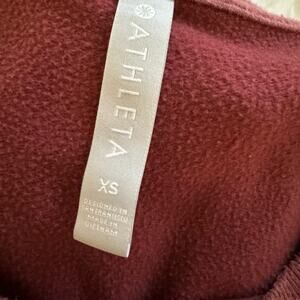 ATHLETA
XS
DESIGNED IN
SAN FRANCISCO
MADE IN
VIETNAM